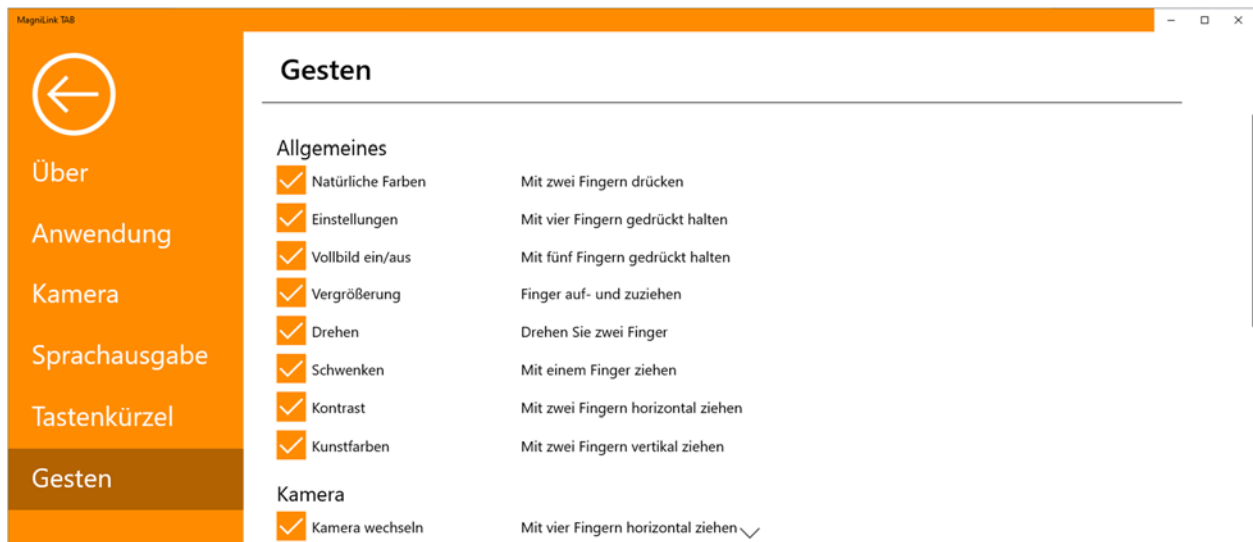 MagniLink TAB
Über
Anwendung
Kamera
Sprachausgabe
Tastenkürzel
Gesten
Gesten
Allgemeines
Natürliche Farben Mit zwei Fingern drücken
Einstellungen Mit vier Fingern gedrückt halten
Vollbild ein/aus Mit fünf Fingern gedrückt halten
Vergrößerung Finger auf- und zuziehen
Drehen Drehen Sie zwei Finger
Schwenken Mit einem Finger ziehen
Kontrast Mit zwei Fingern horizontal ziehen
Kunstfarben Mit zwei Fingern vertikal ziehen
Kamera
Kamera wechseln Mit vier Fingern horizontal ziehen